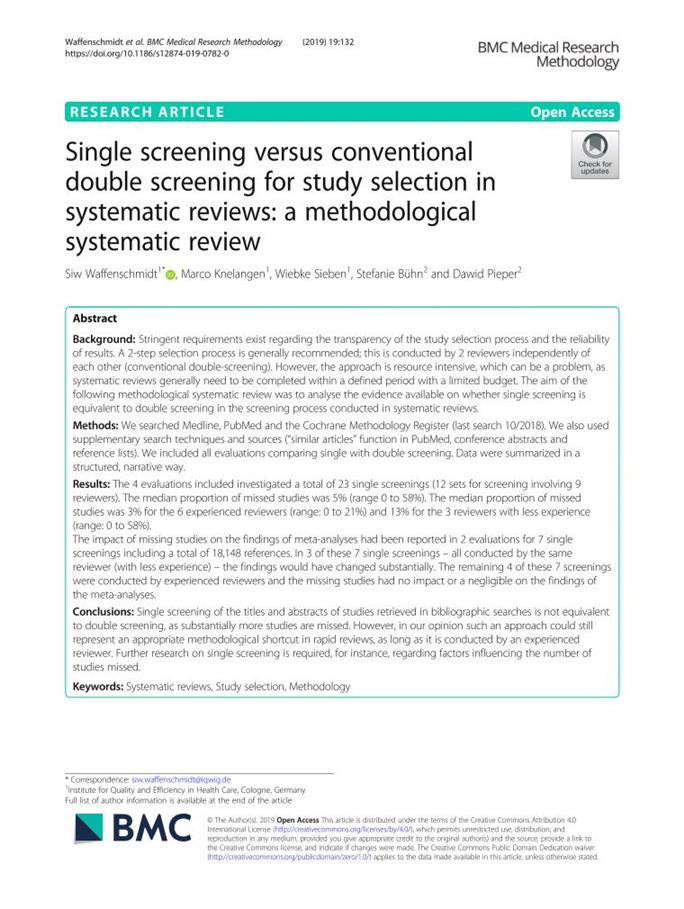 Waffenschmidt et al. BMC Medical Research Methodology (2019) 19:132
https://doi.org/10.1186/s12874-019-0782-0
BMC Medical Research
Methodology
RESEARCH ARTICLE
Open Access
Single screening versus conventional
double screening for study selection in
systematic reviews: a methodological
systematic review
Check for
updates
Siw Waffenschmidt1*, Marco Knelangen1, Wiebke Sieben1, Stefanie Bühn2 and Dawid Pieper2
Abstract
Background: Stringent requirements exist regarding the transparency of the study selection process and the reliability
of results. A 2-step selection process is generally recommended; this is conducted by 2 reviewers independently of
each other (conventional double-screening). However, the approach is resource intensive, which can be a problem, as
systematic reviews generally need to be completed within a defined period with a limited budget. The aim of the
following methodological systematic review was to analyse the evidence available on whether single screening is
equivalent to double screening in the screening process conducted in systematic reviews.
Methods: We searched Medline, PubMed and the Cochrane Methodology Register (last search 10/2018). We also used
supplementary search techniques and sources ("similar articles" function in PubMed, conference abstracts and
reference lists). We included all evaluations comparing single with double screening. Data were summarized in a
structured, narrative way.
Results: The 4 evaluations included investigated a total of 23 single screenings (12 sets for screening involving 9
reviewers). The median proportion of missed studies was 5% (range 0 to 58%). The median proportion of missed
studies was 3% for the 6 experienced reviewers (range: 0 to 21%) and 13% for the 3 reviewers with less experience
(range: 0 to 58%).
The impact of missing studies on the findings of meta-analyses had been reported in 2 evaluations for 7 single
screenings including a total of 18,148 references. In 3 of these 7 single screenings – all conducted by the same
reviewer (with less experience) – the findings would have changed substantially. The remaining 4 of these 7 screenings
were conducted by experienced reviewers and the missing studies had no impact or a negligible on the findings of
the meta-analyses.
Conclusions: Single screening of the titles and abstracts of studies retrieved in bibliographic searches is not equivalent
to double screening, as substantially more studies are missed. However, in our opinion such an approach could still
represent an appropriate methodological shortcut in rapid reviews, as long as it is conducted by an experienced
reviewer. Further research on single screening is required, for instance, regarding factors influencing the number of
studies missed.
Keywords: Systematic reviews, Study selection, Methodology
* Correspondence: siw.waffenschmidt@iqwig.de
1Institute for Quality and Efficiency in Health Care, Cologne, Germany
Full list of author information is available at the end of the article
BMC
© The Author(s). 2019 Open Access This article is distributed under the terms of the Creative Commons Attribution 4.0
International License (http://creativecommons.org/licenses/by/4.0/), which permits unrestricted use, distribution, and
reproduction in any medium, provided you give appropriate credit to the original author(s) and the source, provide a link to
the Creative Commons license, and indicate if changes were made. The Creative Commons Public Domain Dedication waiver
(http://creativecommons.org/publicdomain/zero/1.0/) applies to the data made available in this article, unless otherwise stated.